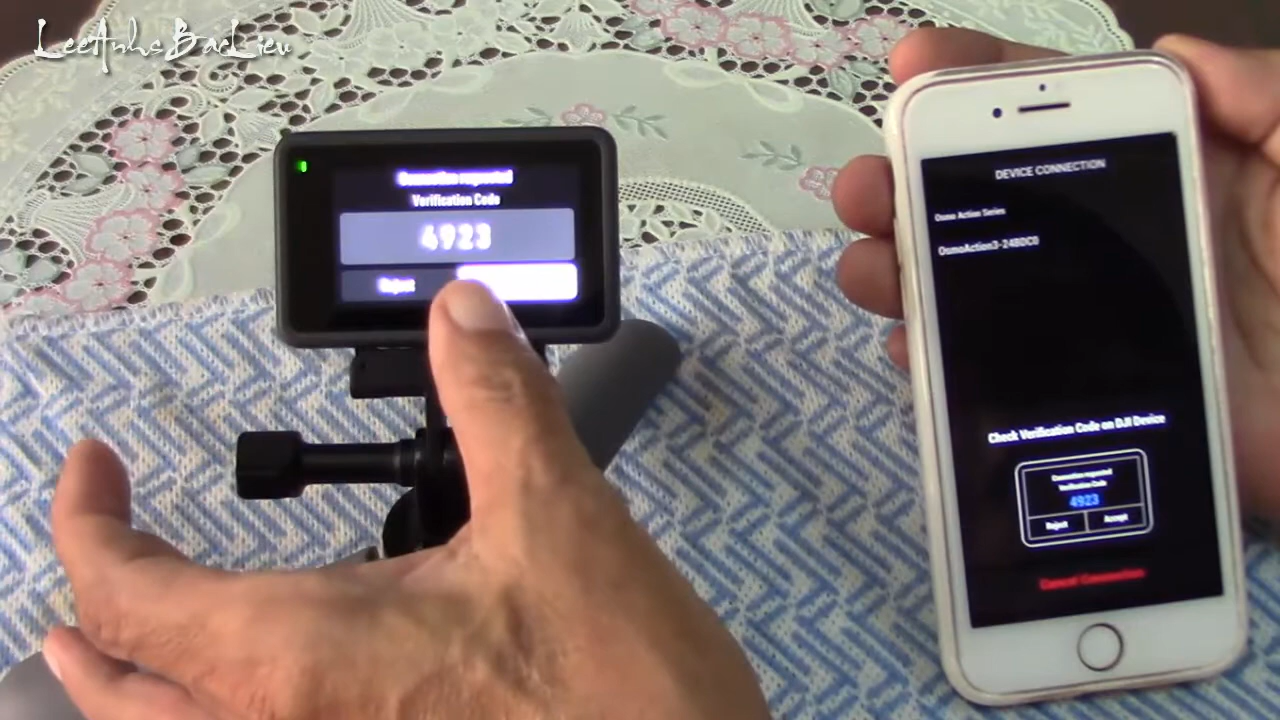 LeeAnhsBacLieu
Connection requested
Verification Code
4923
Reject
DEVICE CONNECTION
Osmo Action Series
OsmoAction3-24BDC0
Check Verification Code on DJI Device
Connection requested
Verification Code
4923
Reject Accept
Cancel Connection